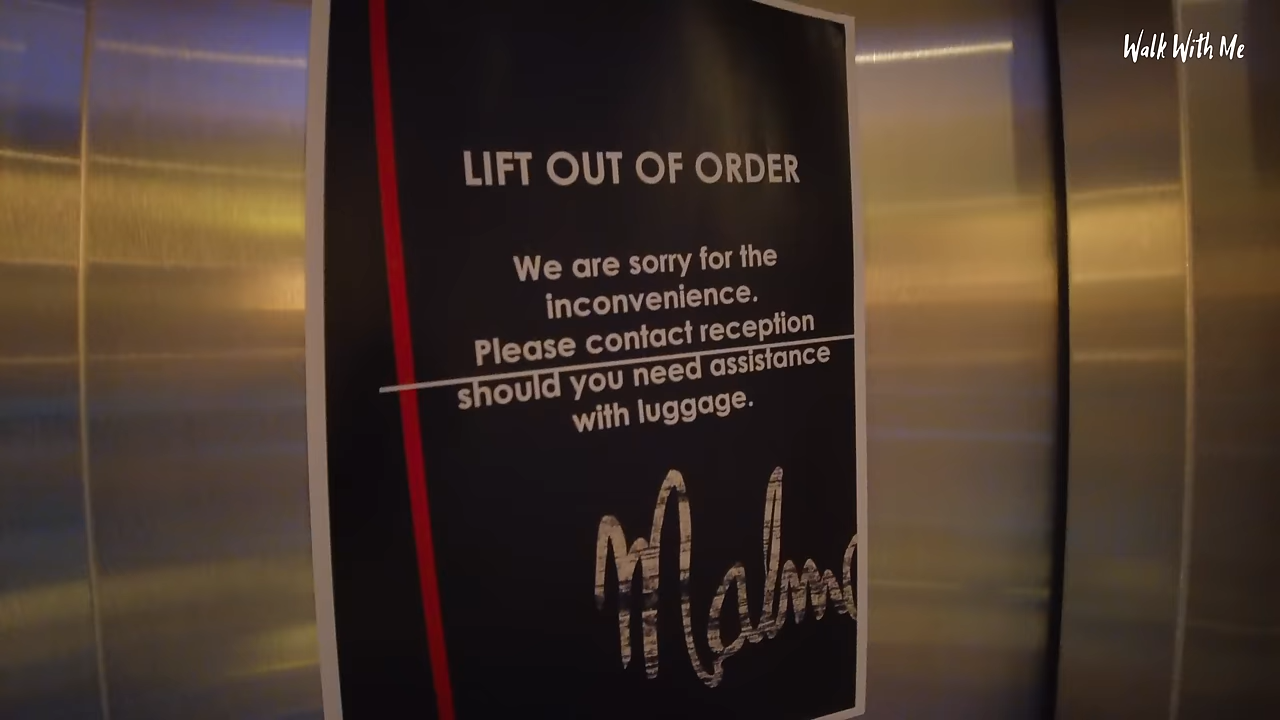 Walk With Me
LIFT OUT OF ORDER
We are sorry for the
inconvenience.
Please contact reception
should you need assistance
with luggage.
Malm